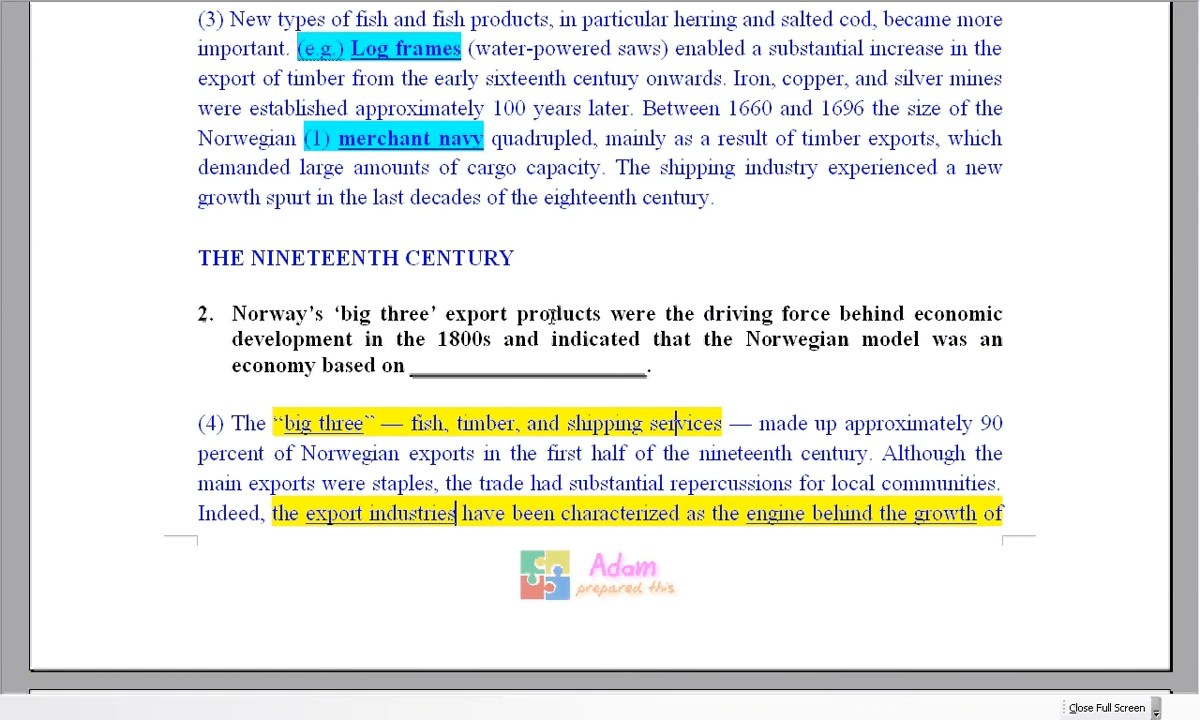 (3) New types of fish and fish products, in particular herring and salted cod, became more
important. (e.g.) Log frames (water-powered saws) enabled a substantial increase in the
export of timber from the early sixteenth century onwards. Iron, copper, and silver mines
were established approximately 100 years later. Between 1660 and 1696 the size of the
Norwegian (1) merchant navy quadrupled, mainly as a result of timber exports, which
demanded large amounts of cargo capacity. The shipping industry experienced a new
growth spurt in the last decades of the eighteenth century.
THE NINETEENTH CENTURY
2. Norway's 'big three' export products were the driving force behind economic
development in the 1800s and indicated that the Norwegian model was an
economy based on ______________________.
(4) The ``big three`` — fish, timber, and shipping services — made up approximately 90
percent of Norwegian exports in the first half of the nineteenth century. Although the
main exports were staples, the trade had substantial repercussions for local communities.
Indeed, the export industries have been characterized as the engine behind the growth of
Adam
prepared this
Close Full Screen